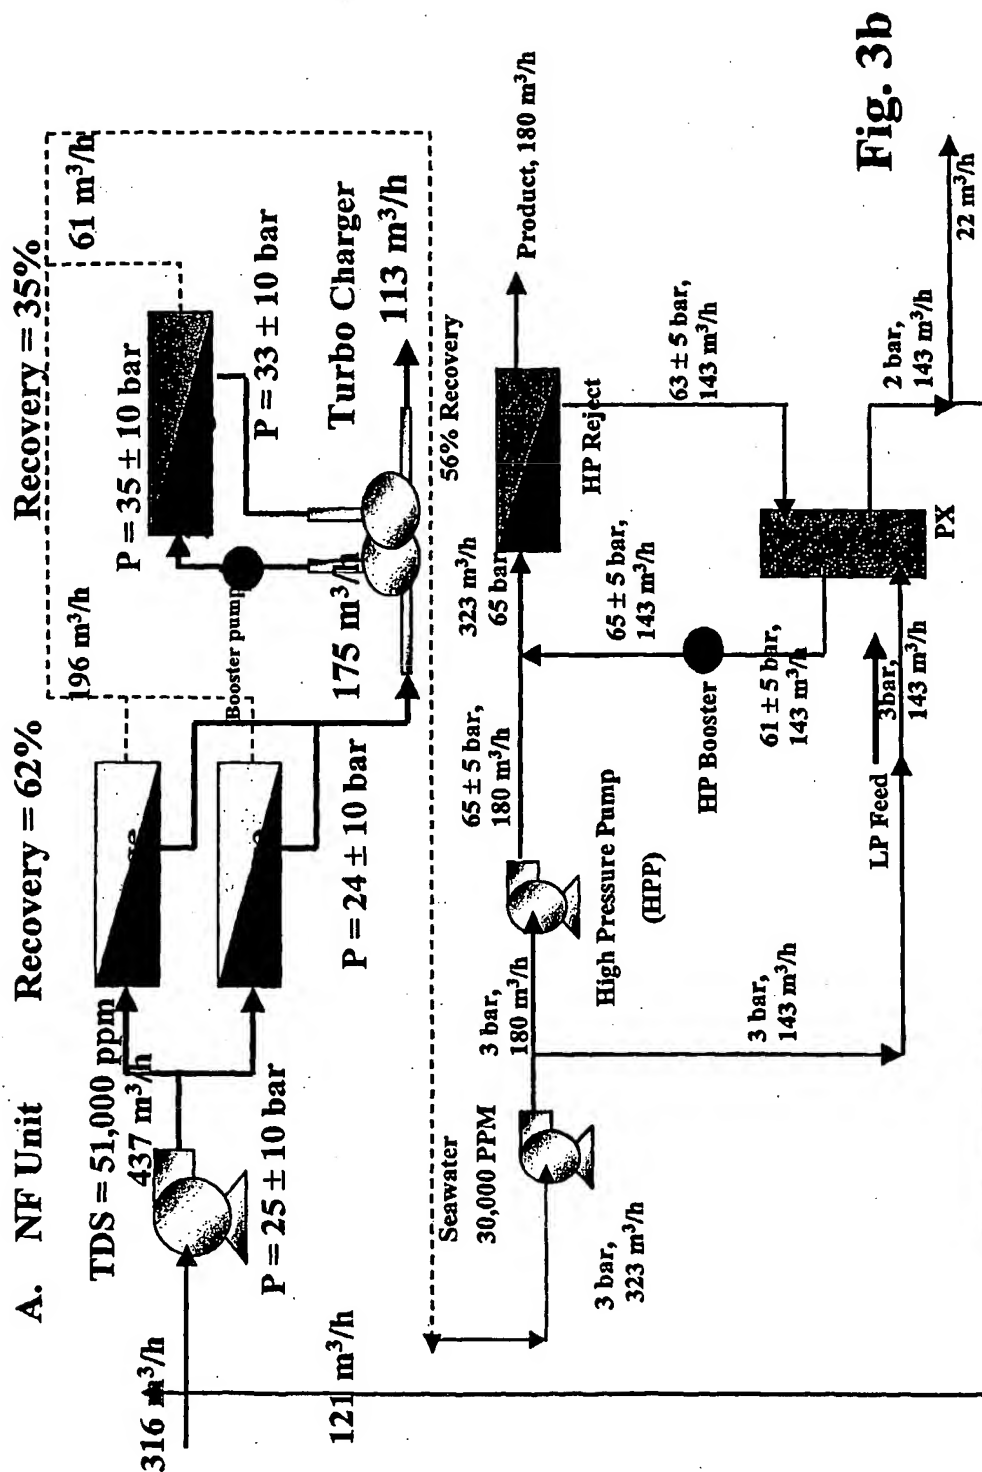 A. NF Unit
Recovery = 62%
Recovery = 35%
316 m³/h
121 m³/h
TDS = 51,000 ppm
437 m³/h
P = 25 ± 10 bar
P = 24 ± 10 bar
196 m³/h
Booster pump
175 m³/h
P = 35 ± 10 bar
61 m³/h
P = 33 ± 10 bar
Turbo Charger
113 m³/h
Seawater
30,000 PPM
3 bar,
323 m³/h
3 bar,
180 m³/h
High Pressure Pump
(HPP)
3 bar,
143 m³/h
65 ± 5 bar,
180 m³/h
323 m³/h
65 bar
56% Recovery
Product, 180 m³/h
HP Reject
65 ± 5 bar,
143 m³/h
HP Booster
61 ± 5 bar,
143 m³/h
63 ± 5 bar,
143 m³/h
LP Feed
3bar,
143 m³/h
PX
2 bar,
143 m³/h
22 m³/h
Fig. 3b